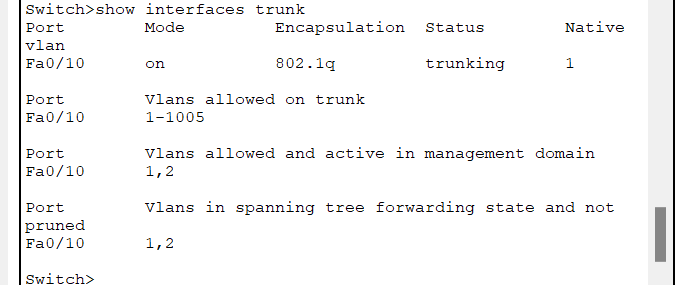 Switch>show interfaces trunk
Port Mode Encapsulation Status Native
vlan
Fa0/10 on 802.1q trunking 1
Port Vlans allowed on trunk
Fa0/10 1-1005
Port Vlans allowed and active in management domain
Fa0/10 1,2
Port Vlans in spanning tree forwarding state and not
pruned
Fa0/10 1,2
Switch>